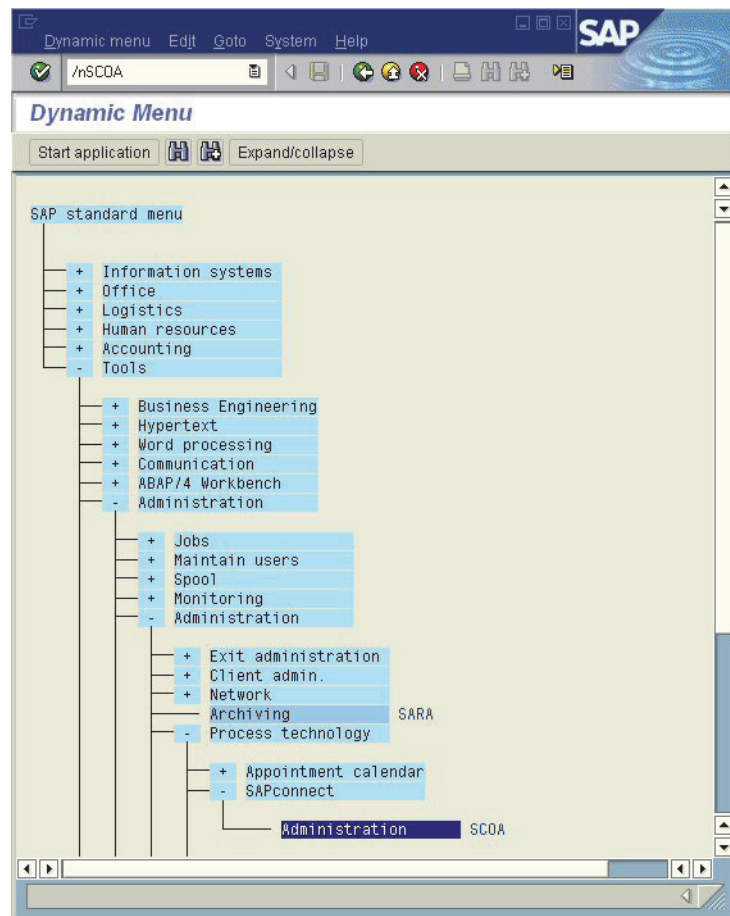 Dynamic menu Edit Goto System Help
SAP
/nSCOA
Dynamic Menu
Start application Expand/collapse
SAP standard menu
+ Information systems
+ Office
+ Logistics
+ Human resources
+ Accounting
- Tools
+ Business Engineering
+ Hypertext
+ Word processing
+ Communication
+ ABAP/4 Workbench
- Administration
+ Jobs
+ Maintain users
+ Spool
+ Monitoring
- Administration
+ Exit administration
+ Client admin.
+ Network
Archiving SARA
- Process technology
+ Appointment calendar
- SAPconnect
Administration SCOA